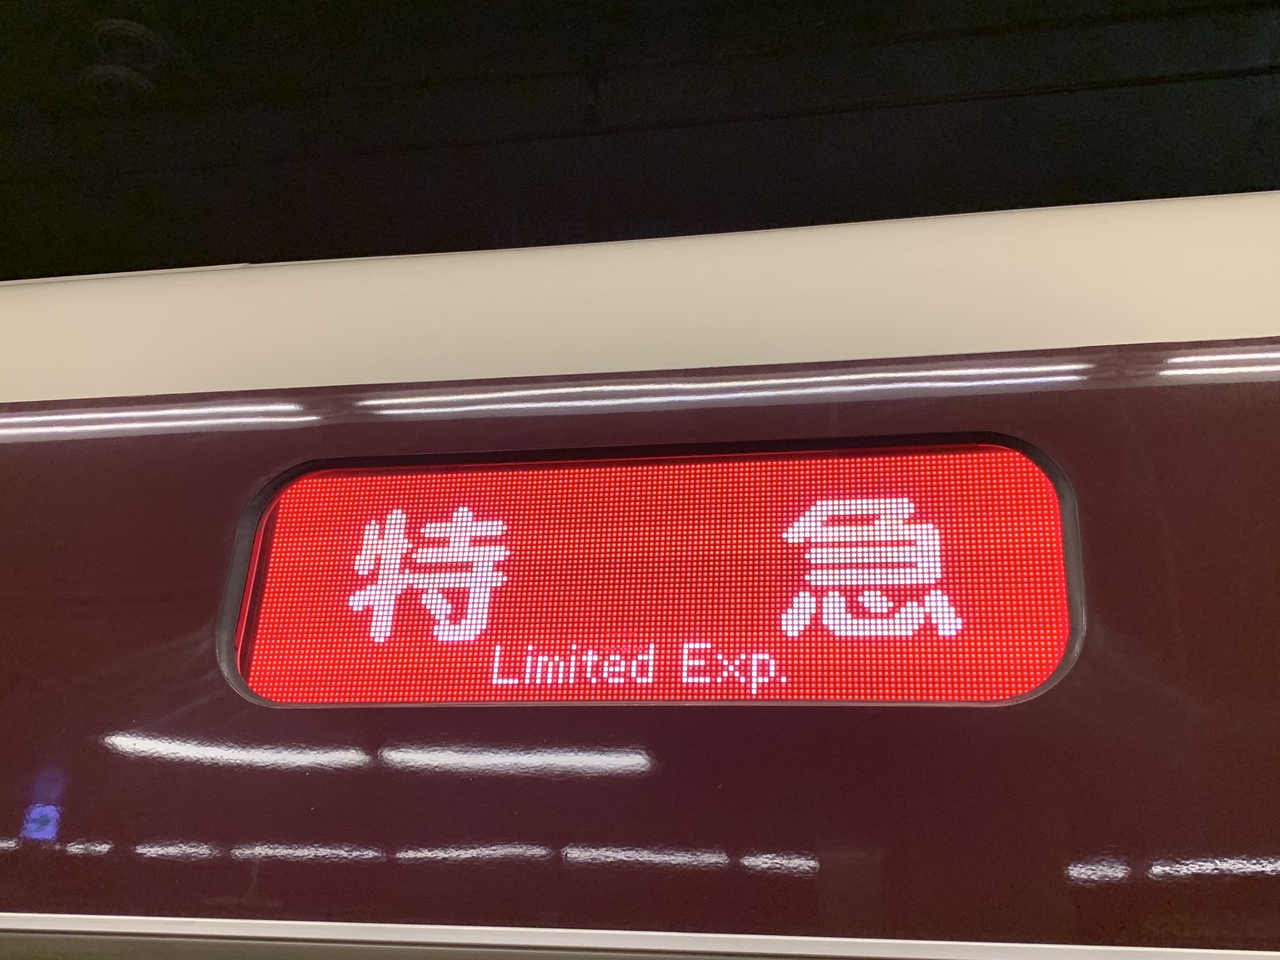 特急
Limited Exp.